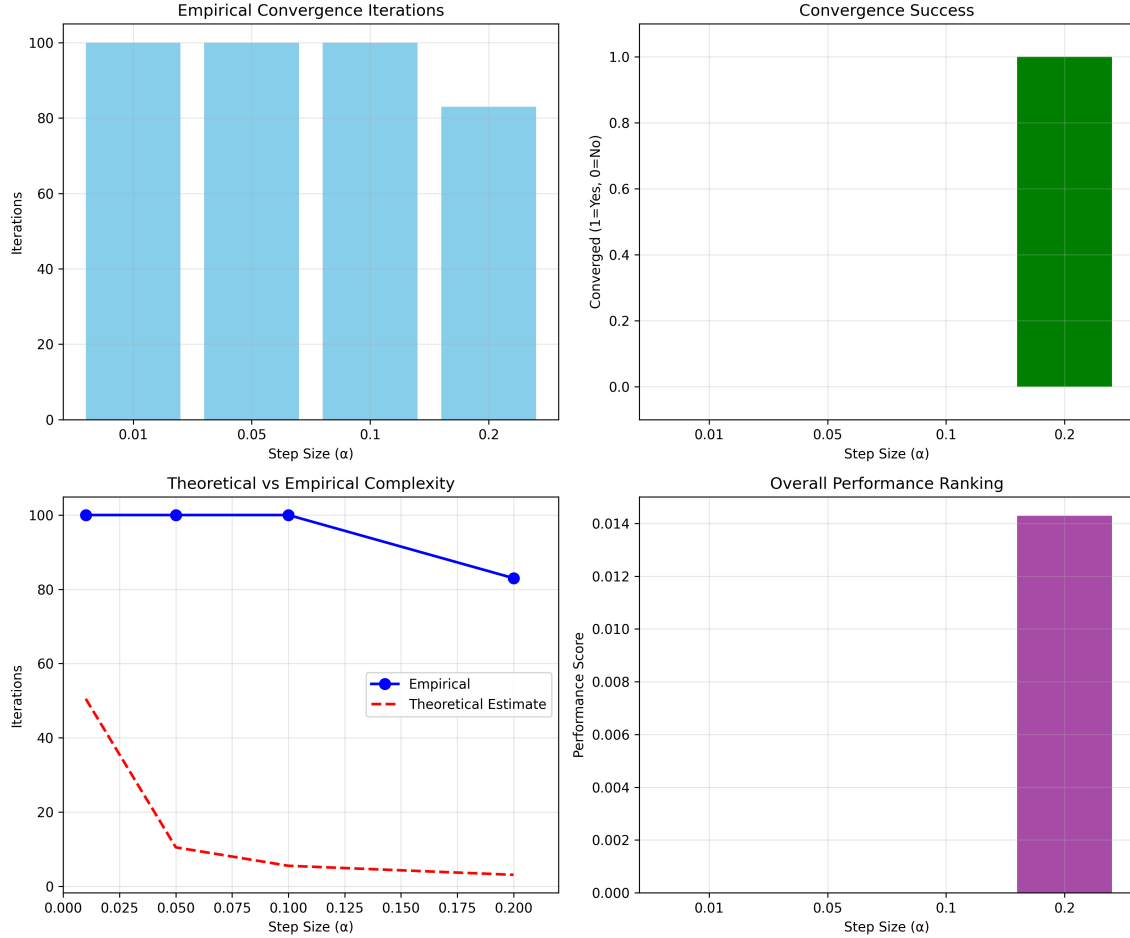 Empirical Convergence Iterations
Iterations
100
80
60
40
20
0
0.01 0.05 0.1 0.2
Step Size (α)
Convergence Success
Converged (1=Yes, 0=No)
1.0
0.8
0.6
0.4
0.2
0.0
0.01 0.05 0.1 0.2
Step Size (α)
Theoretical vs Empirical Complexity
Iterations
100
80
60
40
20
0
Empirical
Theoretical Estimate
0.000 0.025 0.050 0.075 0.100 0.125 0.150 0.175 0.200
Step Size (α)
Overall Performance Ranking
Performance Score
0.014
0.012
0.010
0.008
0.006
0.004
0.002
0.000
0.01 0.05 0.1 0.2
Step Size (α)